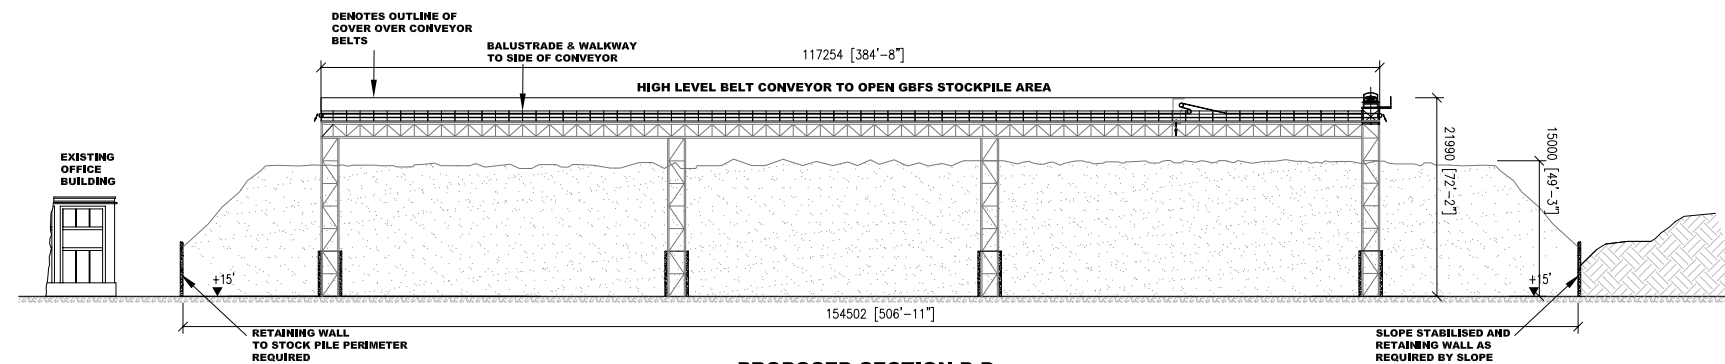 DENOTES OUTLINE OF
COVER OVER CONVEYOR
BELTS
BALUSTRADE & WALKWAY
TO SIDE OF CONVEYOR
117254 [384'-8"]
HIGH LEVEL BELT CONVEYOR TO OPEN GBFS STOCKPILE AREA
EXISTING
OFFICE
BUILDING
21990 [72'-2"]
15000 [49'-3"]
+15'
+15'
154502 [506'-11"]
RETAINING WALL
TO STOCK PILE PERIMETER
REQUIRED
SLOPE STABILISED AND
RETAINING WALL AS
REQUIRED BY SLOPE
PROPOSED SECTION B-B